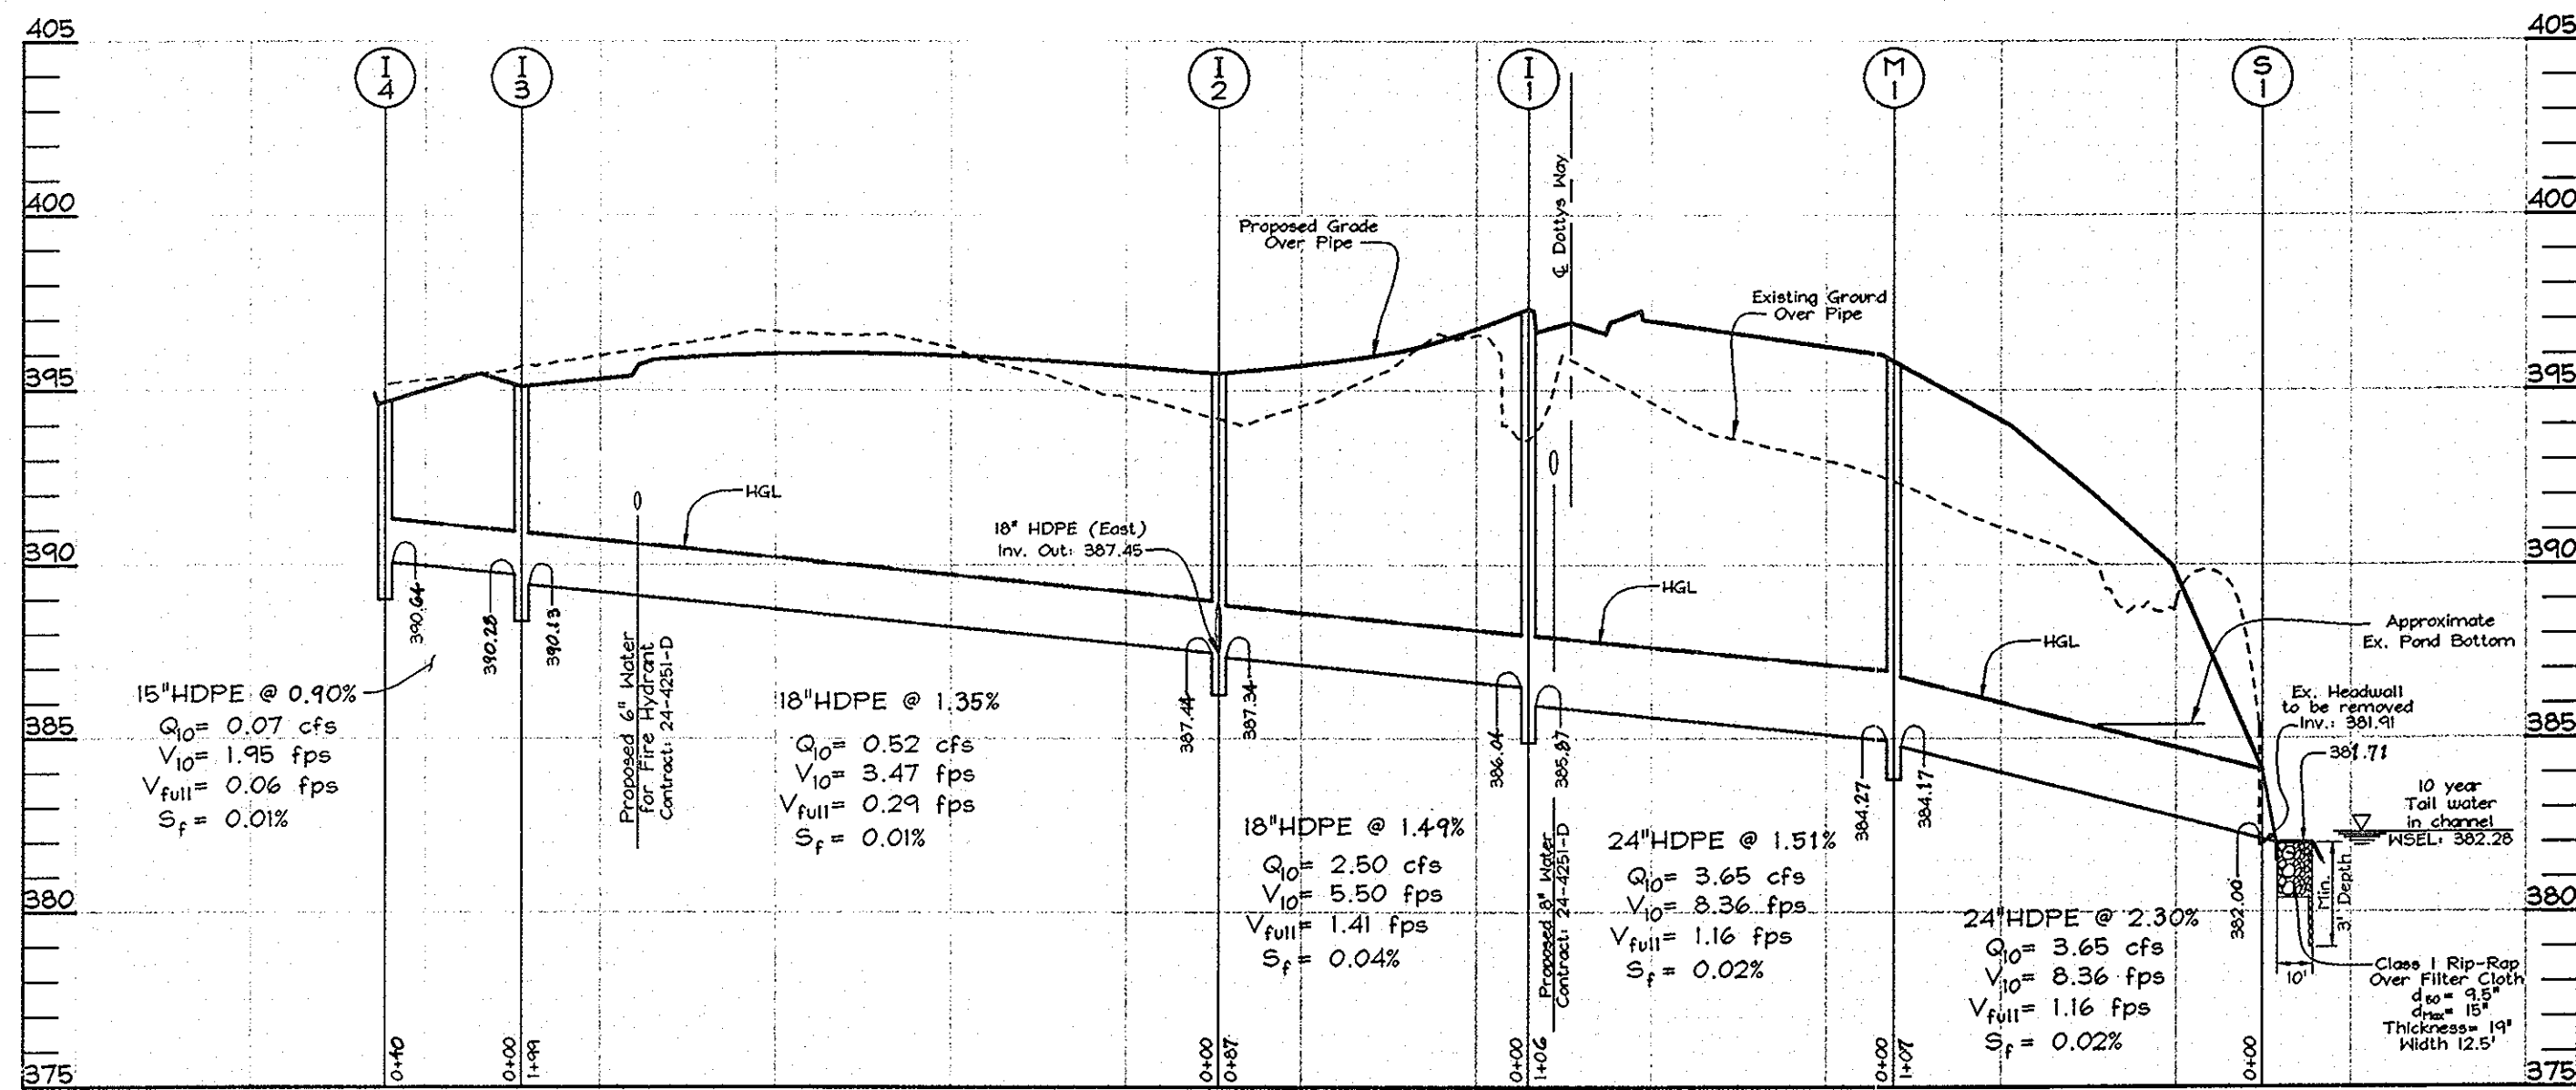 405
400
395
390
385
380
375
I
4
I
3
I
2
I
1
M
1
S
1
405
400
395
390
385
380
375
℄ Dottys Way
Proposed Grade
Over Pipe
Existing Ground
Over Pipe
HGL
18" HDPE (East)
Inv. Out: 387.45
HGL
HGL
Approximate
Ex. Pond Bottom
Ex. Headwall
to be removed
Inv.: 381.91
381.71
10 year
Tail water
in channel
WSEL: 382.28
390.64
390.28
390.13
387.44
387.34
386.04
385.87
384.27
384.17
382.00
15"HDPE @ 0.90%
Q10= 0.07 cfs
V10= 1.95 fps
Vfull= 0.06 fps
Sf = 0.01%
Proposed 6" Water
for Fire Hydrant
Contract: 24-4251-D
18"HDPE @ 1.35%
Q10= 0.52 cfs
V10= 3.47 fps
Vfull= 0.29 fps
Sf = 0.01%
18"HDPE @ 1.49%
Q10= 2.50 cfs
V10= 5.50 fps
Vfull= 1.41 fps
Sf = 0.04%
Proposed 8" Water
Contract: 24-4251-D
24"HDPE @ 1.51%
Q10= 3.65 cfs
V10= 8.36 fps
Vfull= 1.16 fps
Sf = 0.02%
24"HDPE @ 2.30%
Q10= 3.65 cfs
V10= 8.36 fps
Vfull= 1.16 fps
Sf = 0.02%
Min.
3' Depth
10'
Class I Rip-Rap
Over Filter Cloth
d50= 9.5"
dMax= 15"
Thickness= 19"
Width 12.5'
0+40
0+00
1+99
0+00
0+87
0+00
1+06
0+00
1+07
0+00